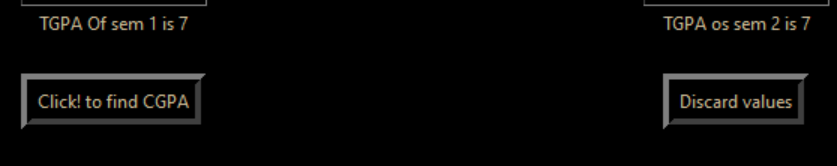 TGPA Of sem 1 is 7
TGPA os sem 2 is 7
Click! to find CGPA
Discard values